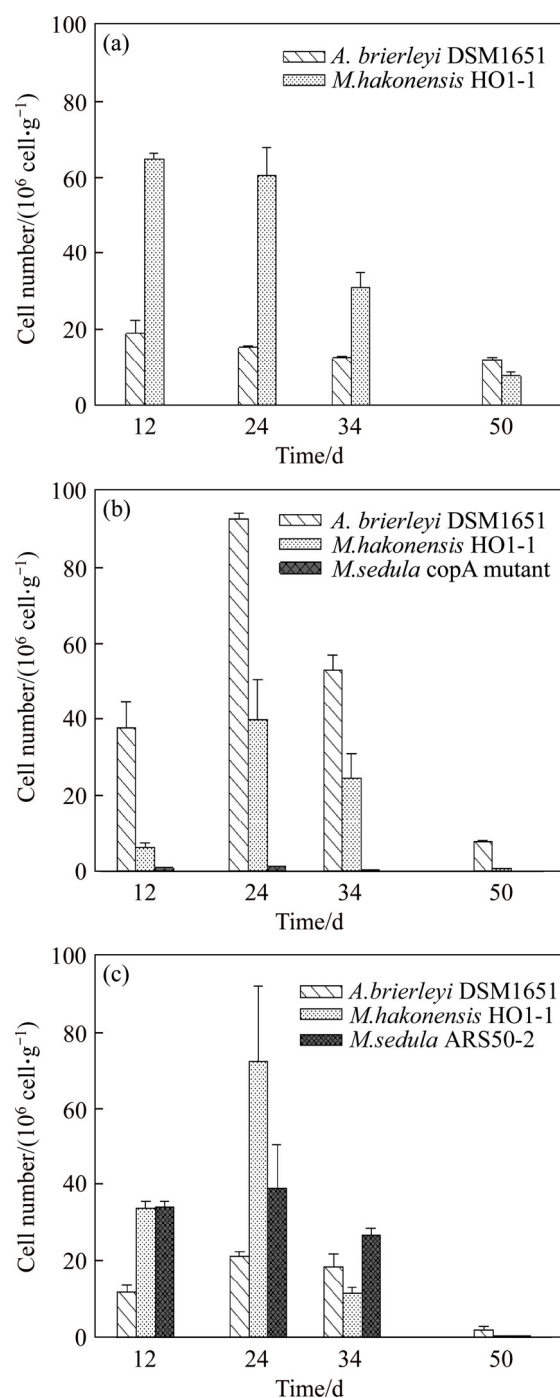 (a)
A. brierleyi DSM1651
M.hakonensis HO1-1
Cell number/(10⁶ cell·g⁻¹)
100
80
60
40
20
0
12 24 34 50
Time/d
(b)
A. brierleyi DSM1651
M.hakonensis HO1-1
M.sedula copA mutant
Cell number/(10⁶ cell·g⁻¹)
100
80
60
40
20
0
12 24 34 50
Time/d
(c)
A.brierleyi DSM1651
M.hakonensis HO1-1
M.sedula ARS50-2
Cell number/(10⁶ cell·g⁻¹)
100
80
60
40
20
0
12 24 34 50
Time/d